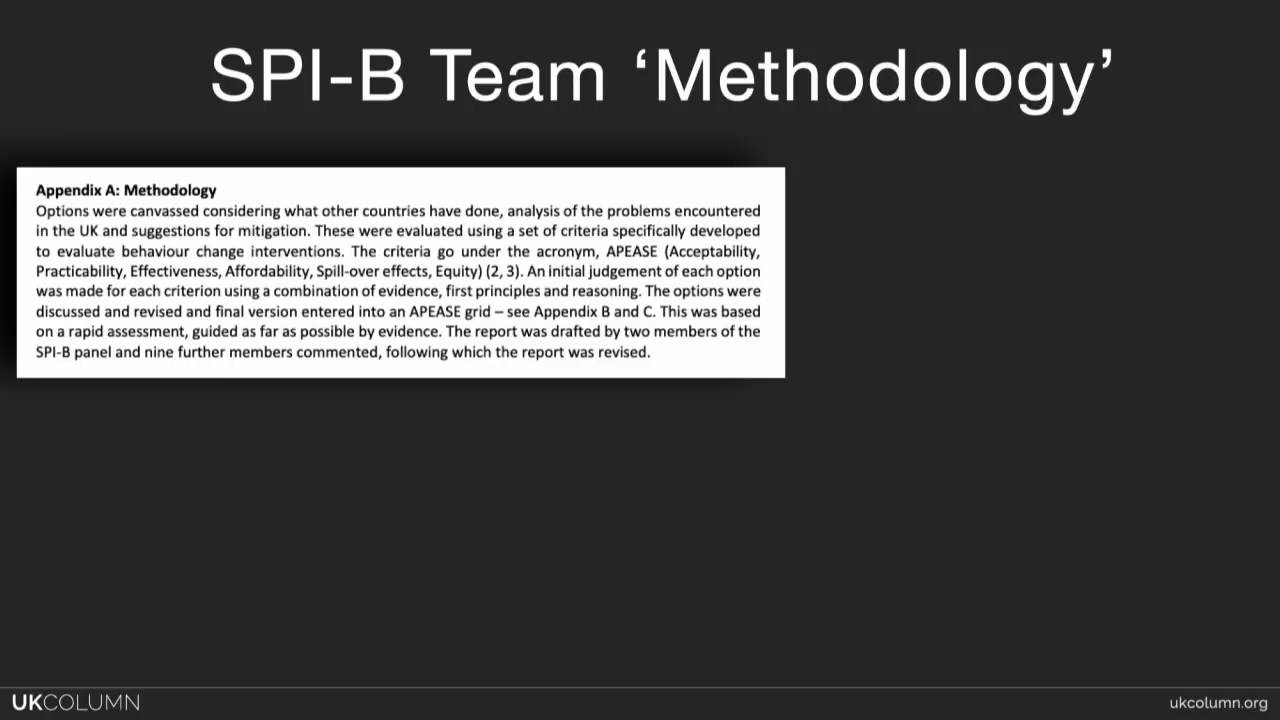 SPI-B Team ‘Methodology’
Appendix A: Methodology
Options were canvassed considering what other countries have done, analysis of the problems encountered
in the UK and suggestions for mitigation. These were evaluated using a set of criteria specifically developed
to evaluate behaviour change interventions. The criteria go under the acronym, APEASE (Acceptability,
Practicability, Effectiveness, Affordability, Spill-over effects, Equity) (2, 3). An initial judgement of each option
was made for each criterion using a combination of evidence, first principles and reasoning. The options were
discussed and revised and final version entered into an APEASE grid – see Appendix B and C. This was based
on a rapid assessment, guided as far as possible by evidence. The report was drafted by two members of the
SPI-B panel and nine further members commented, following which the report was revised.
UKCOLUMN
ukcolumn.org